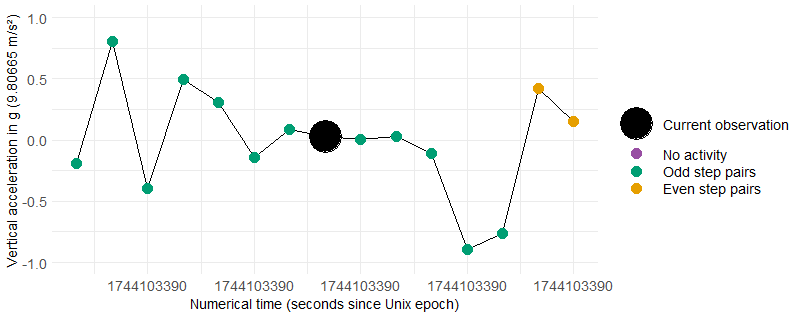 Vertical acceleration in g (9.80665 m/s²)
1.0
0.5
0.0
-0.5
-1.0
1744103390 1744103390 1744103390 1744103390 1744103390
Numerical time (seconds since Unix epoch)
Current observation
No activity
Odd step pairs
Even step pairs